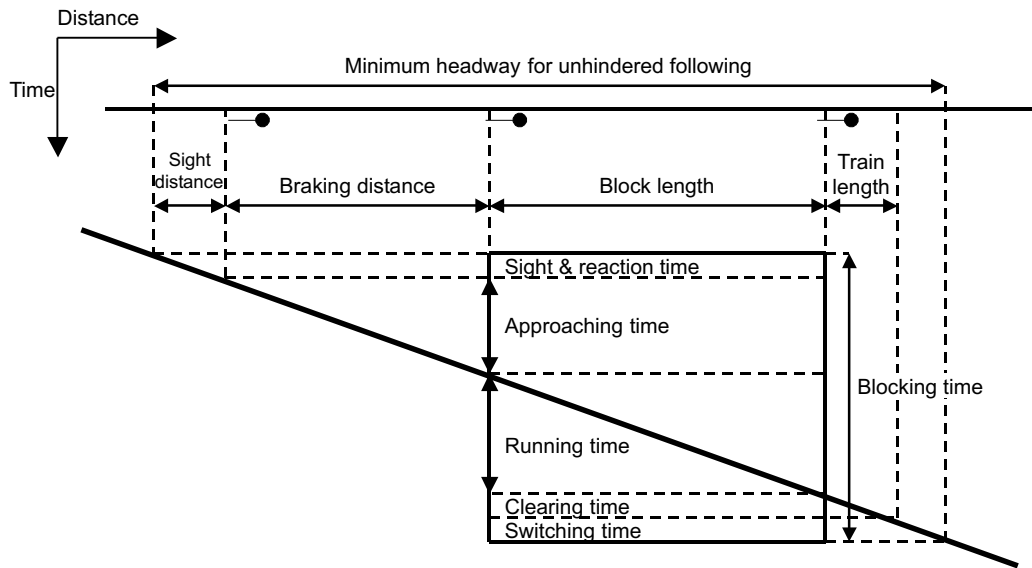 Distance
Minimum headway for unhindered following
Time
Sight
distance
Braking distance
Block length
Train
length
Sight & reaction time
Approaching time
Blocking time
Running time
Clearing time
Switching time